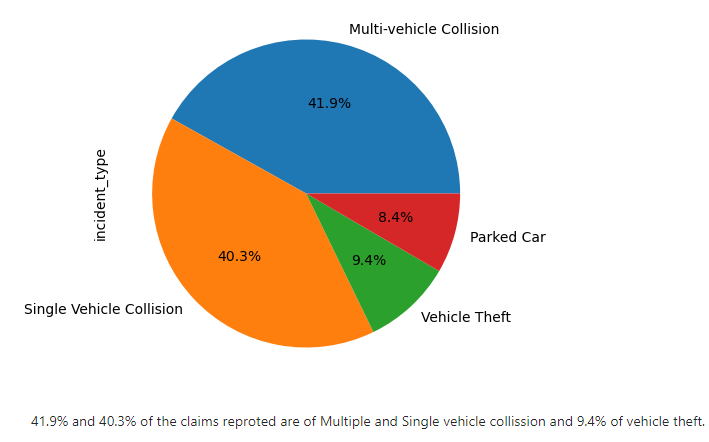 Multi-vehicle Collision
41.9%
incident_type
8.4%
Parked Car
40.3%
9.4%
Single Vehicle Collision
Vehicle Theft
41.9% and 40.3% of the claims reproted are of Multiple and Single vehicle collission and 9.4% of vehicle theft.